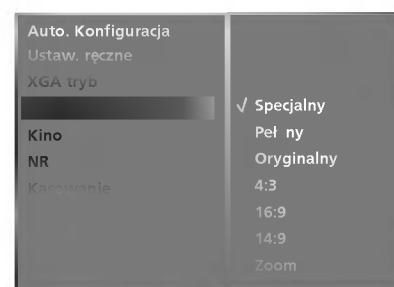 Auto. Konfiguracja
Ustaw. ręczne
XGA tryb
Kino
NR
Kasowanie
√ Specjalny
Peł ny
Oryginalny
4:3
16:9
14:9
Zoom